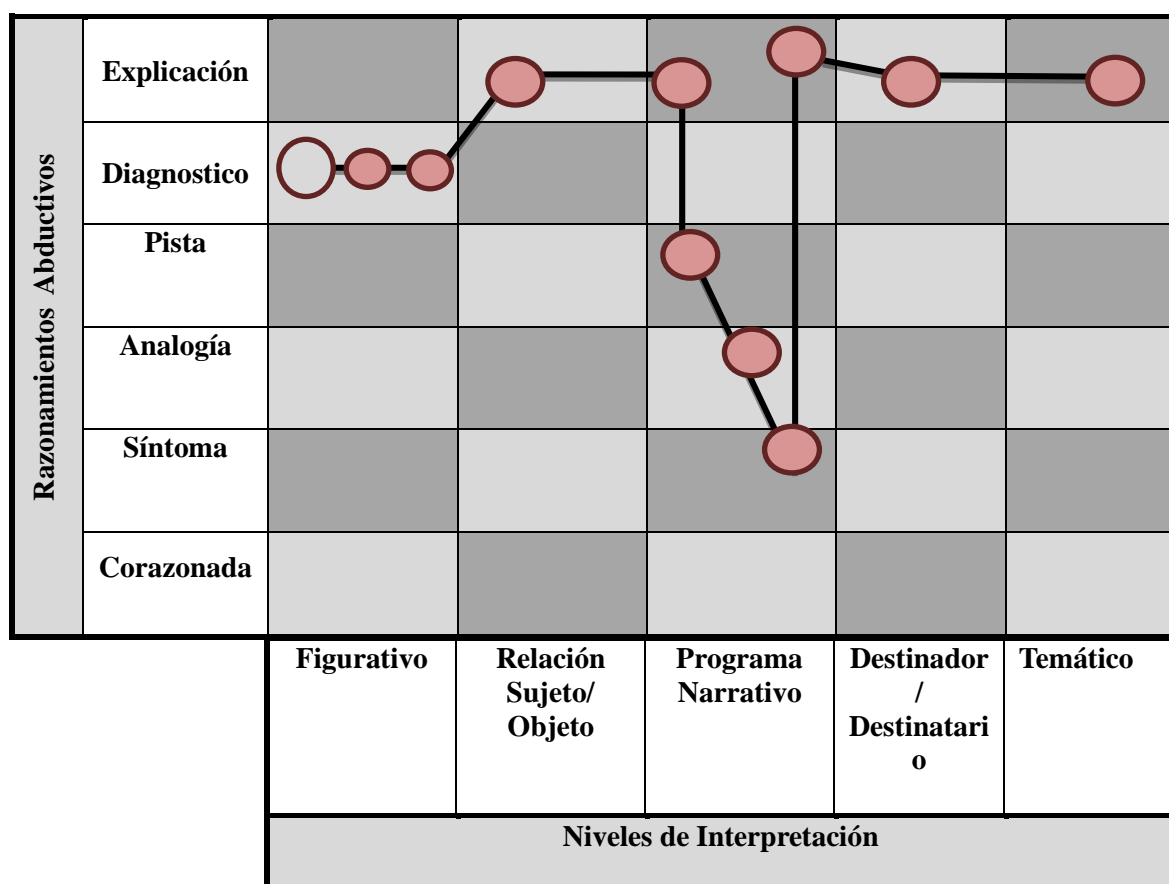 Razonamientos Abductivos
Explicación
Diagnostico
Pista
Analogía
Síntoma
Corazonada
Figurativo
Relación
Sujeto/
Objeto
Programa
Narrativo
Destinador
/
Destinatari
o
Temático
Niveles de Interpretación